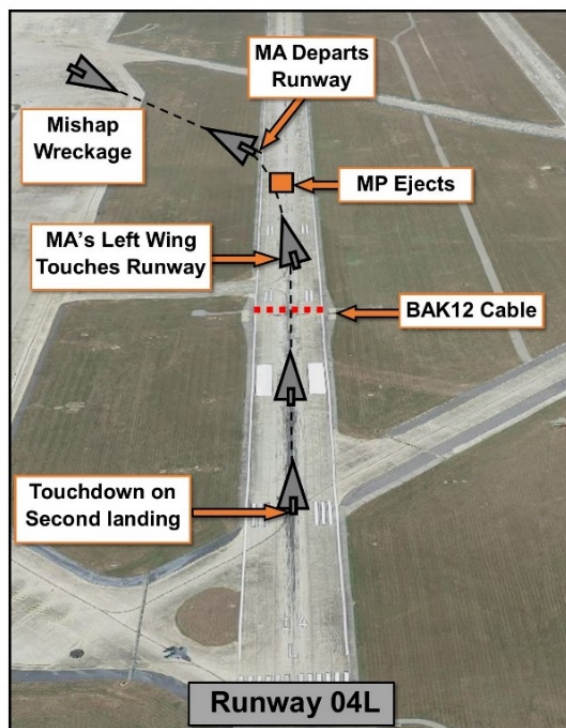 MA Departs
Runway
Mishap
Wreckage
MP Ejects
MA's Left Wing
Touches Runway
BAK12 Cable
Touchdown on
Second landing
Runway 04L